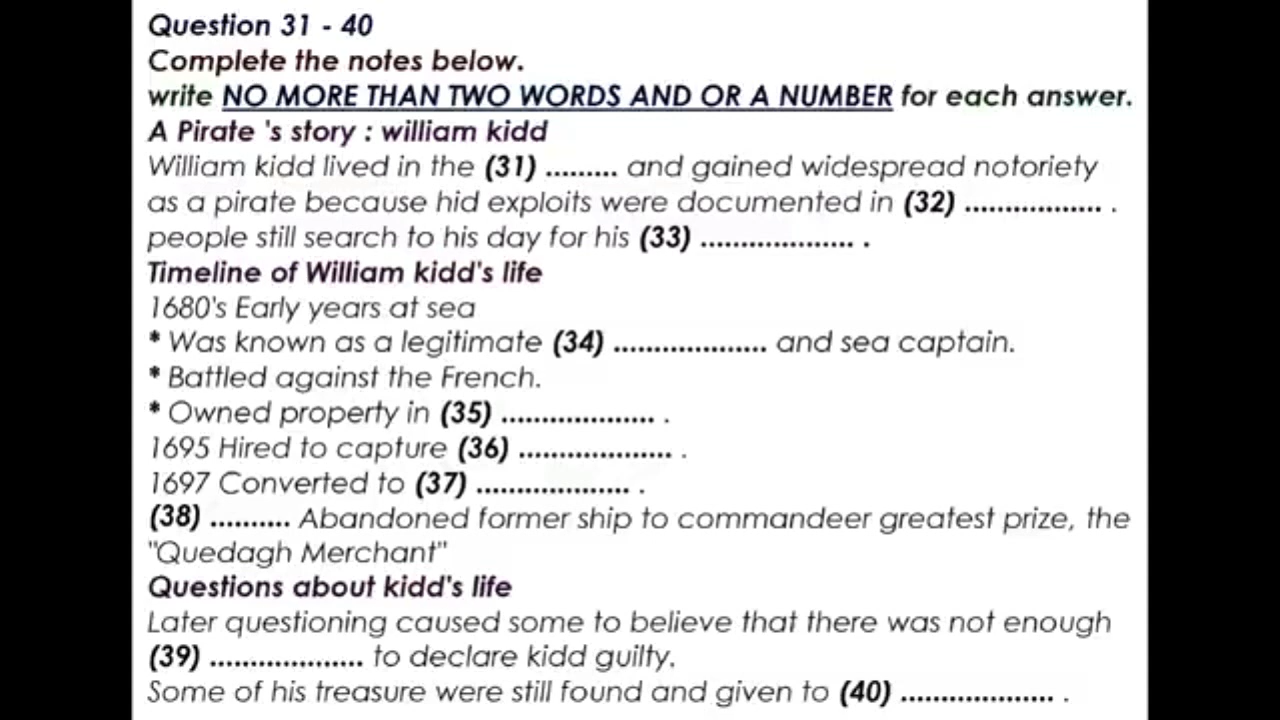 Question 31 - 40
Complete the notes below.
write NO MORE THAN TWO WORDS AND OR A NUMBER for each answer.
A Pirate 's story : william kidd
William kidd lived in the (31) ......... and gained widespread notoriety
as a pirate because hid exploits were documented in (32) ................. .
people still search to his day for his (33) ................... .
Timeline of William kidd's life
1680's Early years at sea
* Was known as a legitimate (34) ................... and sea captain.
* Battled against the French.
* Owned property in (35) ................... .
1695 Hired to capture (36) ................... .
1697 Converted to (37) ................... .
(38) .......... Abandoned former ship to commandeer greatest prize, the
"Quedagh Merchant"
Questions about kidd's life
Later questioning caused some to believe that there was not enough
(39) ................... to declare kidd guilty.
Some of his treasure were still found and given to (40) ................... .